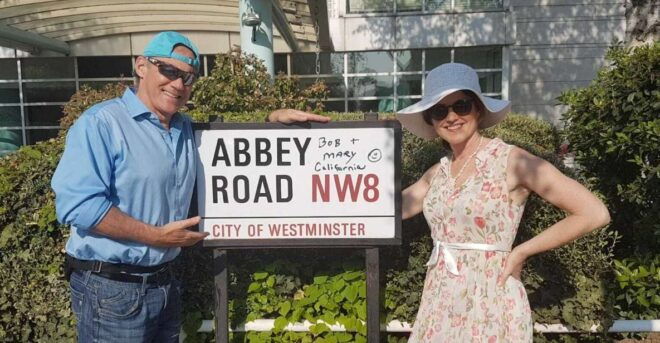 ABBEY
ROAD NW8
CITY OF WESTMINSTER
BOB +
MARY
California